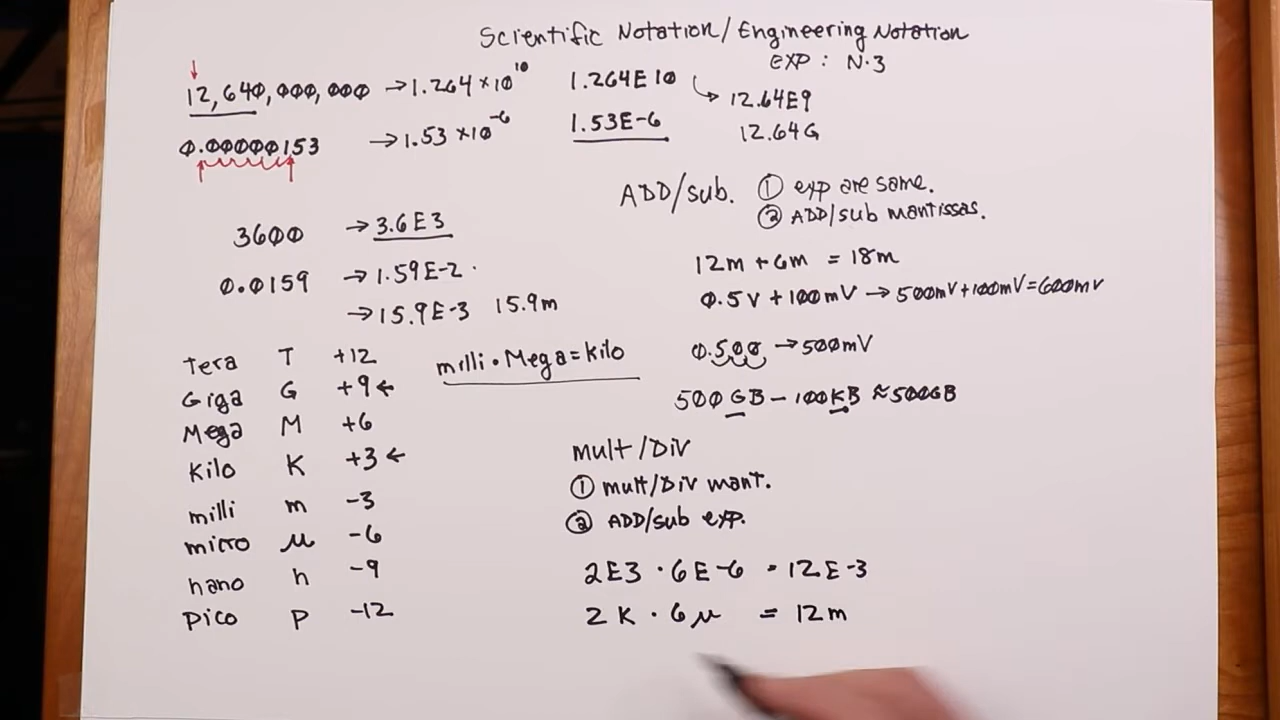 Scientific Notation/Engineering Notation
EXP : N·3
12,640,000,000 → 1.264 × 10^10 1.264E10 → 12.64E9
12.64G
0.00000153 → 1.53 × 10^-6 1.53E-6
3600 → 3.6E3
0.0159 → 1.59E-2
→ 15.9E-3 15.9m
Tera T +12
Giga G +9 ←
Mega M +6
Kilo K +3 ←
milli m -3
micro μ -6
nano n -9
Pico p -12
milli · Mega = kilo
ADD/sub. ① exp are same.
② ADD/sub mantissas.
12m + 6m = 18m
0.5V + 100mV → 500mV + 100mV = 600mV
0.500 → 500mV
500GB - 100KB ≈ 500GB
mult/Div
① mult/Div mant.
② ADD/sub exp.
2E3 · 6E-6 = 12E-3
2K · 6μ = 12m